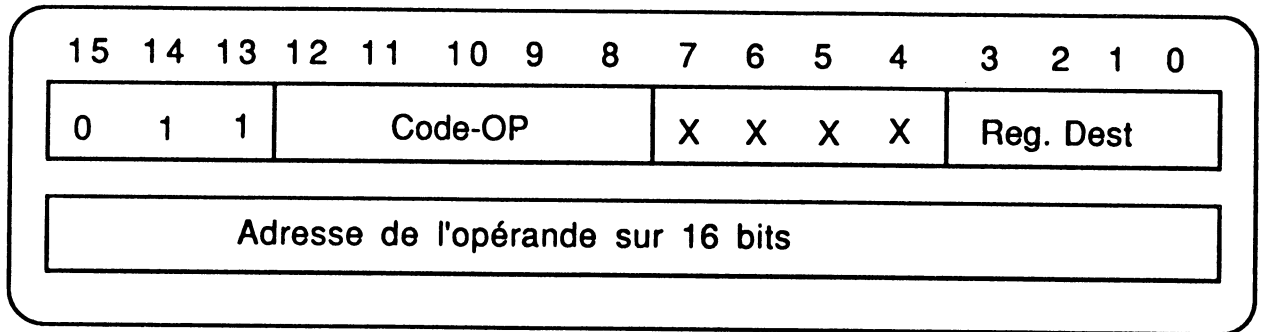 15 14 13 12 11 10 9 8 7 6 5 4 3 2 1 0
0 1 1 Code-OP X X X X Reg. Dest
Adresse de l'opérande sur 16 bits